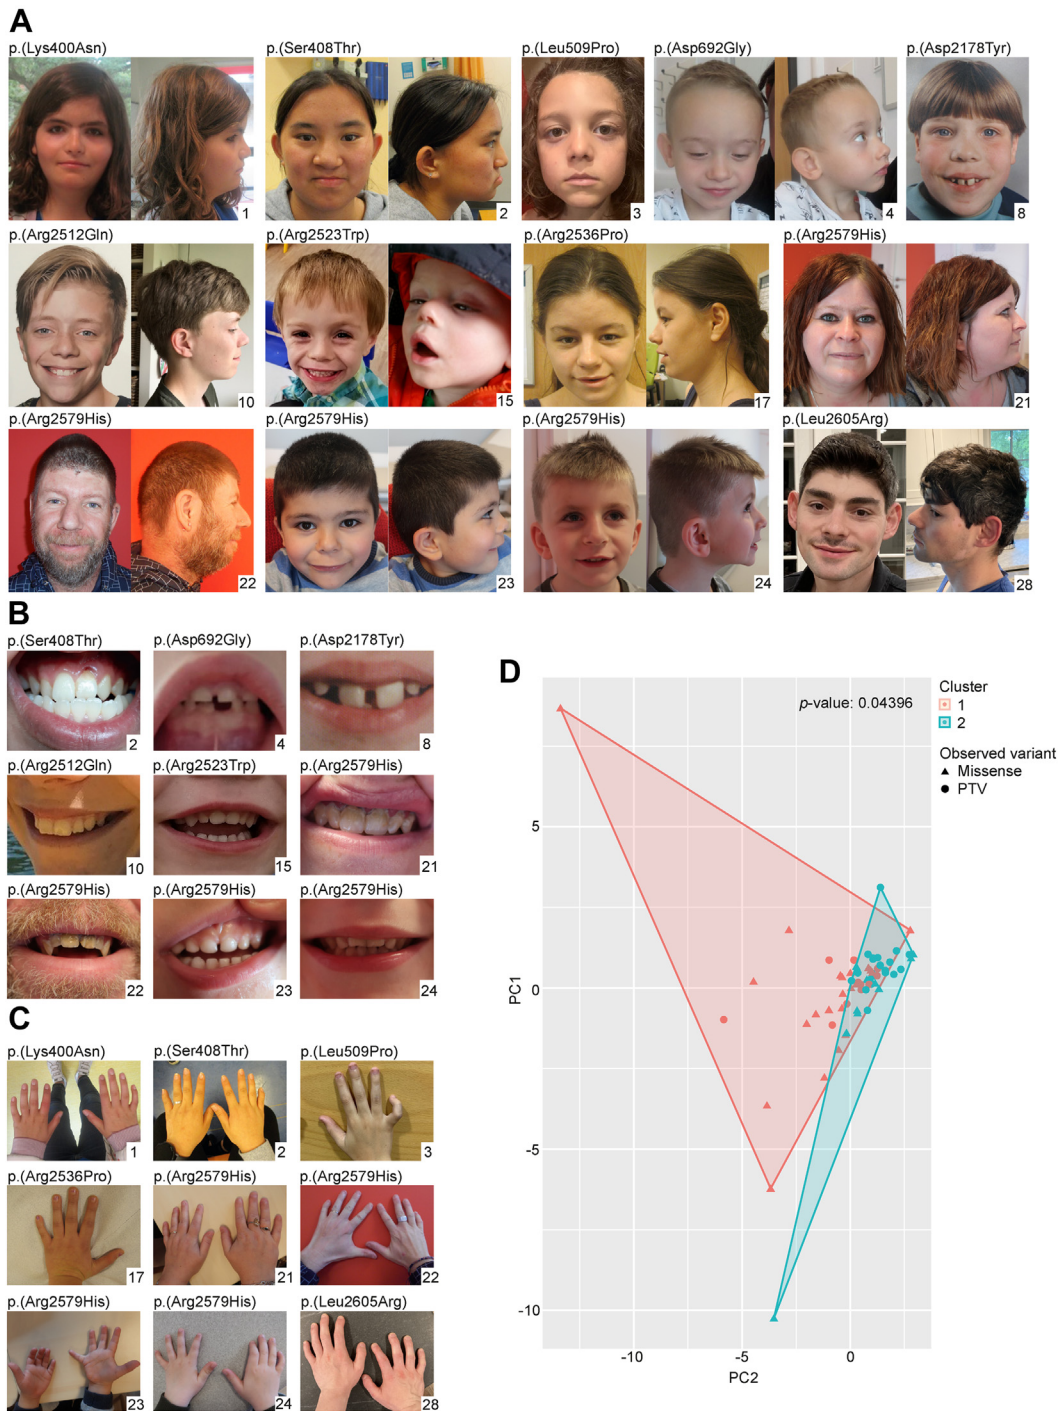 A
p.(Lys400Asn) p.(Ser408Thr) p.(Leu509Pro) p.(Asp692Gly) p.(Asp2178Tyr)
1 2 3 4 8
p.(Arg2512Gln) p.(Arg2523Trp) p.(Arg2536Pro) p.(Arg2579His)
10 15 17 21
p.(Arg2579His) p.(Arg2579His) p.(Arg2579His) p.(Leu2605Arg)
22 23 24 28
B
p.(Ser408Thr) p.(Asp692Gly) p.(Asp2178Tyr)
2 4 8
p.(Arg2512Gln) p.(Arg2523Trp) p.(Arg2579His)
10 15 21
p.(Arg2579His) p.(Arg2579His) p.(Arg2579His)
22 23 24
C
p.(Lys400Asn) p.(Ser408Thr) p.(Leu509Pro)
1 2 3
p.(Arg2536Pro) p.(Arg2579His) p.(Arg2579His)
17 21 22
p.(Arg2579His) p.(Arg2579His) p.(Leu2605Arg)
23 24 28
D
p-value: 0.04396
Cluster
1
2
Observed variant
Missense
PTV
5
0
-5
-10
PC1
-10 -5 0
PC2